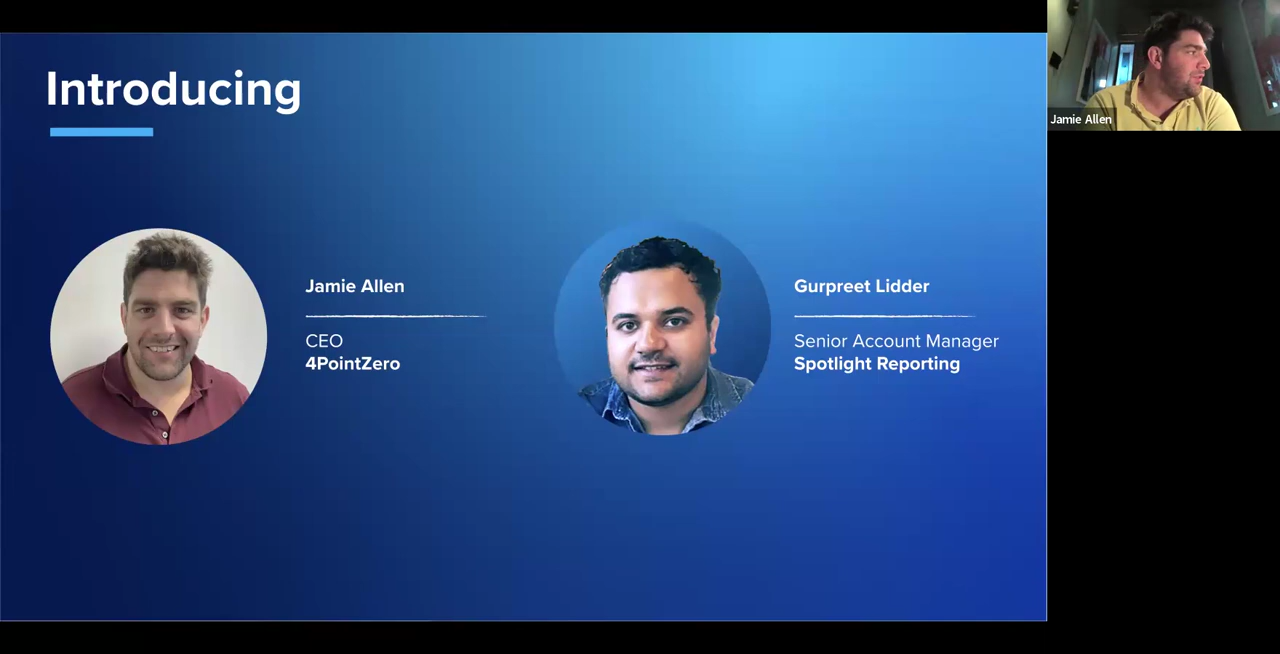 Introducing
Jamie Allen
CEO
4PointZero
Gurpreet Lidder
Senior Account Manager
Spotlight Reporting
Jamie Allen